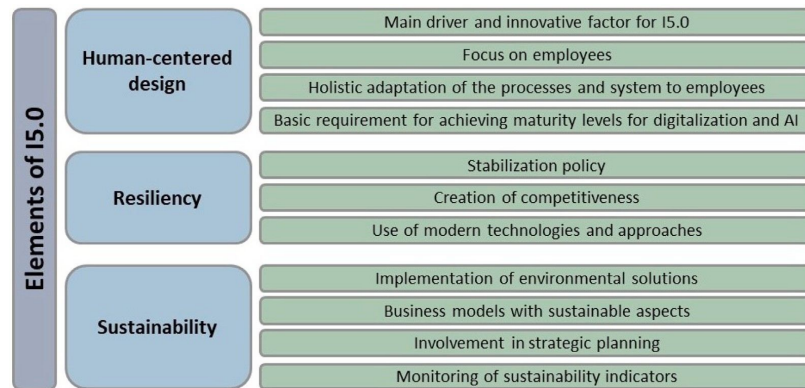 Elements of I5.0
Human-centered
design
Main driver and innovative factor for I5.0
Focus on employees
Holistic adaptation of the processes and system to employees
Basic requirement for achieving maturity levels for digitalization and AI
Resiliency
Stabilization policy
Creation of competitiveness
Use of modern technologies and approaches
Sustainability
Implementation of environmental solutions
Business models with sustainable aspects
Involvement in strategic planning
Monitoring of sustainability indicators